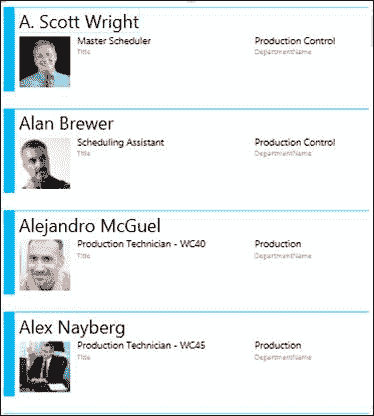 A. Scott Wright
Master Scheduler Production Control
Title DepartmentName
Alan Brewer
Scheduling Assistant Production Control
Title DepartmentName
Alejandro McGuel
Production Technician - WC40 Production
Title DepartmentName
Alex Nayberg
Production Technician - WC45 Production
Title DepartmentName